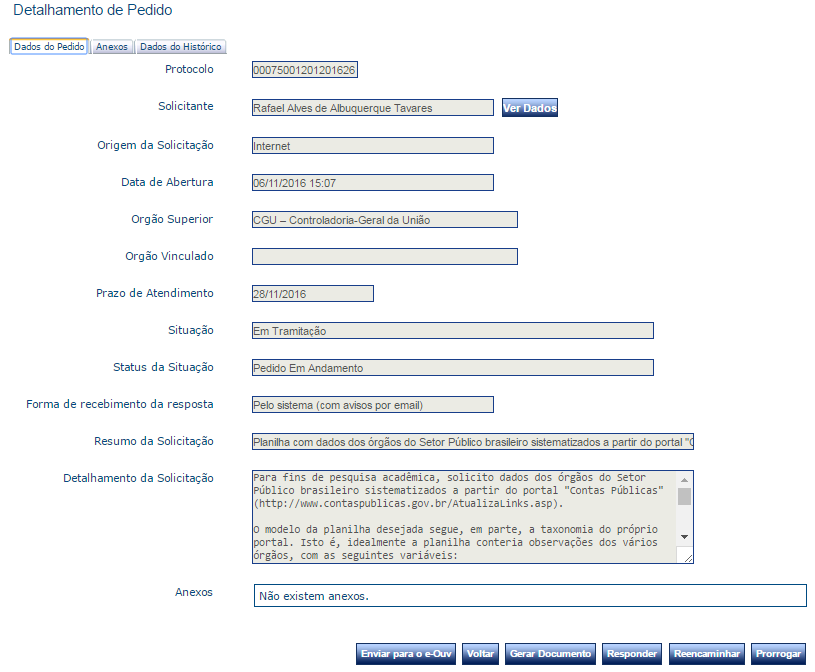 Detalhamento de Pedido
Dados do Pedido Anexos Dados do Histórico
Protocolo 00075001201201626
Solicitante Rafael Alves de Albuquerque Tavares Ver Dados
Origem da Solicitação Internet
Data de Abertura 06/11/2016 15:07
Orgão Superior CGU – Controladoria-Geral da União
Orgão Vinculado
Prazo de Atendimento 28/11/2016
Situação Em Tramitação
Status da Situação Pedido Em Andamento
Forma de recebimento da resposta Pelo sistema (com avisos por email)
Resumo da Solicitação Planilha com dados dos órgãos do Setor Público brasileiro sistematizados a partir do portal "C
Detalhamento da Solicitação Para fins de pesquisa acadêmica, solicito dados dos órgãos do Setor
Público brasileiro sistematizados a partir do portal "Contas Públicas"
(http://www.contaspublicas.gov.br/AtualizaLinks.asp).
O modelo da planilha desejada segue, em parte, a taxonomia do próprio
portal. Isto é, idealmente a planilha conteria observações dos vários
órgãos, com as seguintes variáveis:
Anexos Não existem anexos.
Enviar para o e-Ouv Voltar Gerar Documento Responder Reencaminhar Prorrogar